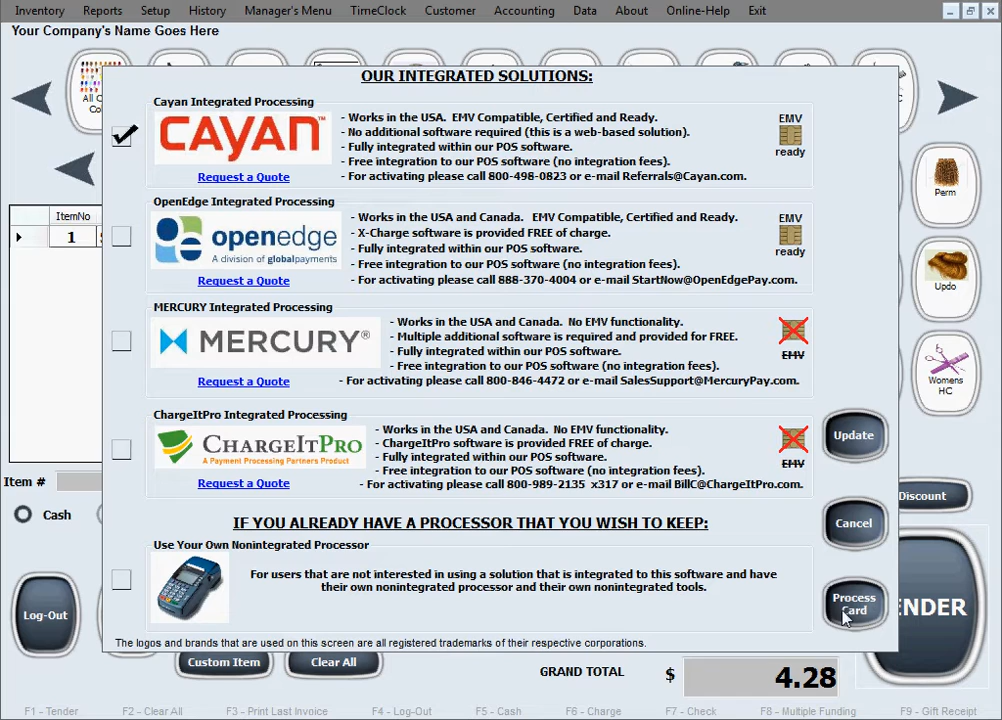 Inventory Reports Setup History Manager's Menu TimeClock Customer Accounting Data About Online-Help Exit
Your Company's Name Goes Here
OUR INTEGRATED SOLUTIONS:
Cayan Integrated Processing
CAYAN™
- Works in the USA. EMV Compatible, Certified and Ready.
- No additional software required (this is a web-based solution).
- Fully integrated within our POS software.
- Free integration to our POS software (no integration fees).
- For activating please call 800-498-0823 or e-mail Referrals@Cayan.com.
Request a Quote
EMV
ready
OpenEdge Integrated Processing
openedge
A division of globalpayments
- Works in the USA and Canada. EMV Compatible, Certified and Ready.
- X-Charge software is provided FREE of charge.
- Fully integrated within our POS software.
- Free integration to our POS software (no integration fees).
- For activating please call 888-370-4004 or e-mail StartNow@OpenEdgePay.com.
Request a Quote
EMV
ready
MERCURY Integrated Processing
MERCURY®
- Works in the USA and Canada. No EMV functionality.
- Multiple additional software is required and provided for FREE.
- Fully integrated within our POS software.
- Free integration to our POS software (no integration fees).
- For activating please call 800-846-4472 or e-mail SalesSupport@MercuryPay.com.
Request a Quote
EMV
ChargeItPro Integrated Processing
CHARGEITPRO
A Payment Processing Partners Product
- Works in the USA and Canada. No EMV functionality.
- ChargeItPro software is provided FREE of charge.
- Fully integrated within our POS software.
- Free integration to our POS software (no integration fees).
- For activating please call 800-989-2135 x317 or e-mail BillC@ChargeItPro.com.
Request a Quote
EMV
IF YOU ALREADY HAVE A PROCESSOR THAT YOU WISH TO KEEP:
Use Your Own Nonintegrated Processor
For users that are not interested in using a solution that is integrated to this software and have
their own nonintegrated processor and their own nonintegrated tools.
The logos and brands that are used on this screen are all registered trademarks of their respective corporations.
Update
Cancel
Process
Card
All C
Co
ItemNo
1
Item #
Cash
Log-Out
Custom Item
Clear All
Perm
Updo
Womens
HC
Discount
ENDER
GRAND TOTAL $ 4.28
F1 - Tender F2 - Clear All F3 - Print Last Invoice F4 - Log-Out F5 - Cash F6 - Charge F7 - Check F8 - Multiple Funding F9 - Gift Receipt